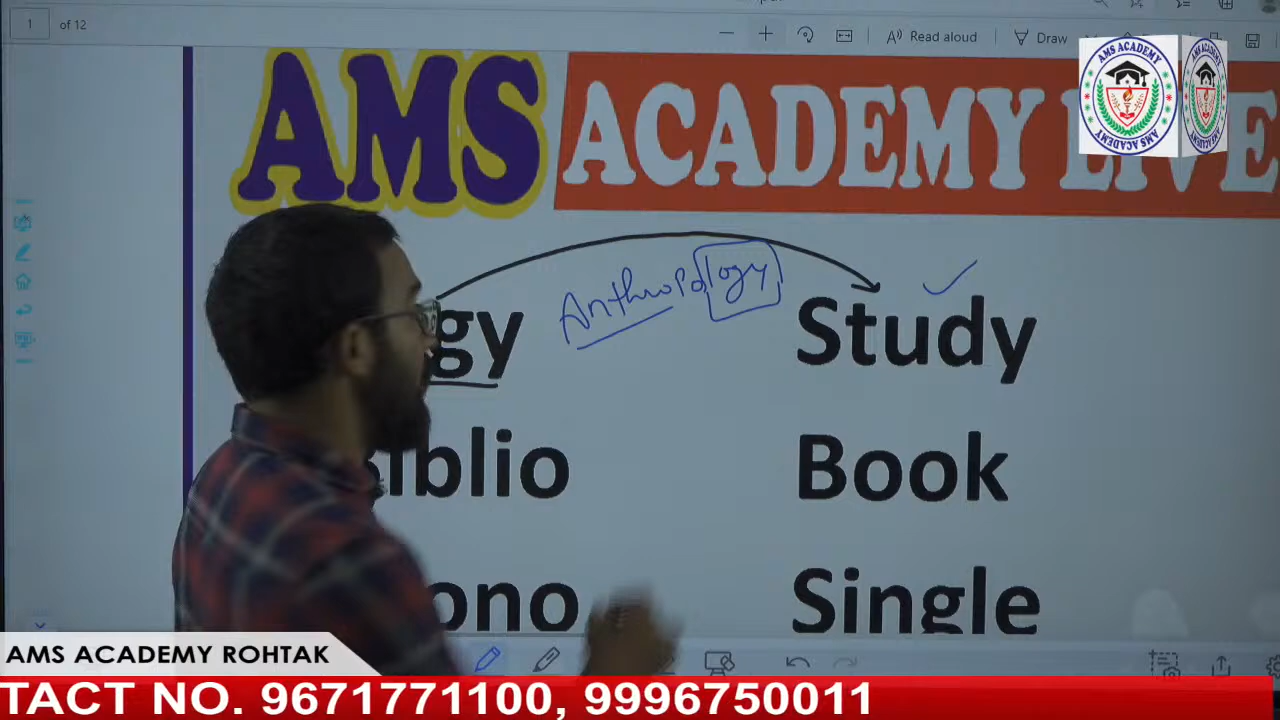 1 of 12
Read aloud
Draw
AMS ACADEMY LIVE
AMS ACADEMY
Anthropology
gy Study
Biblio Book
ono Single
AMS ACADEMY ROHTAK
TACT NO. 9671771100, 9996750011